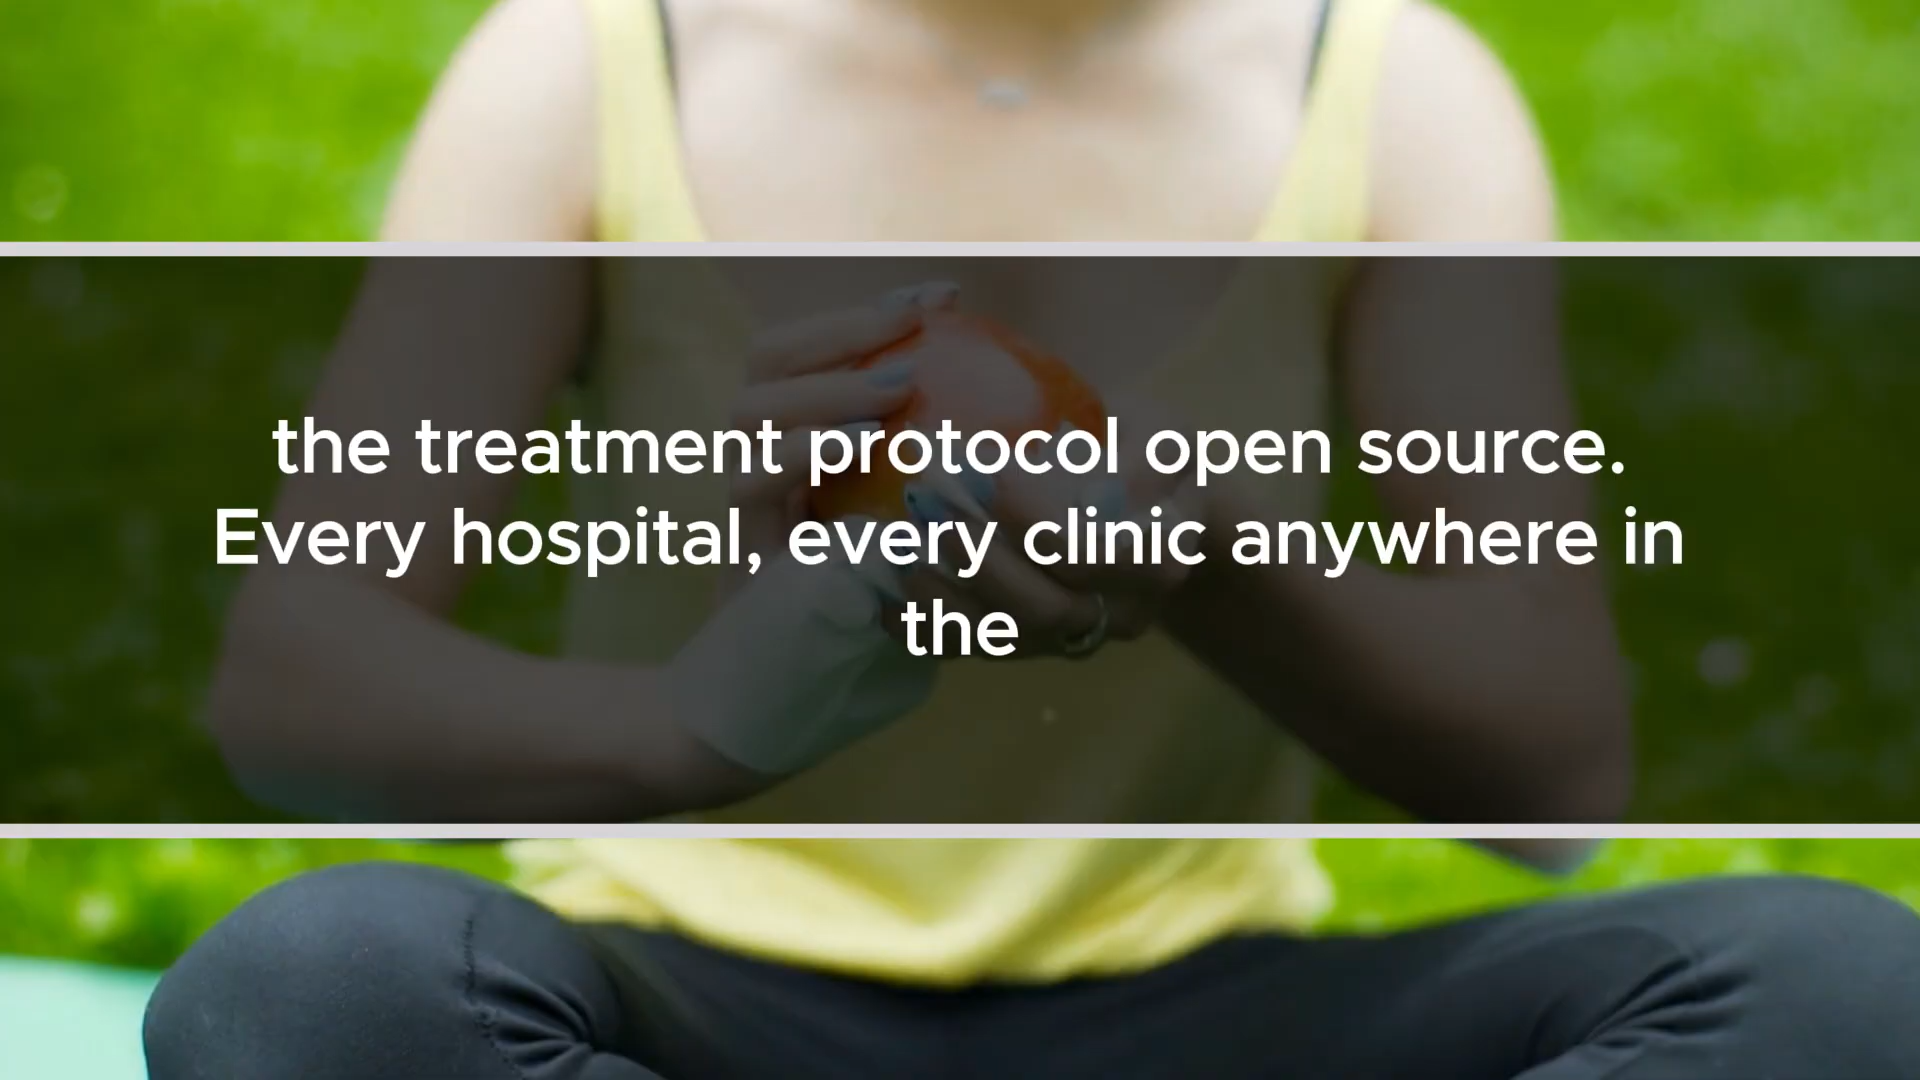 the treatment protocol open source.
Every hospital, every clinic anywhere in
the